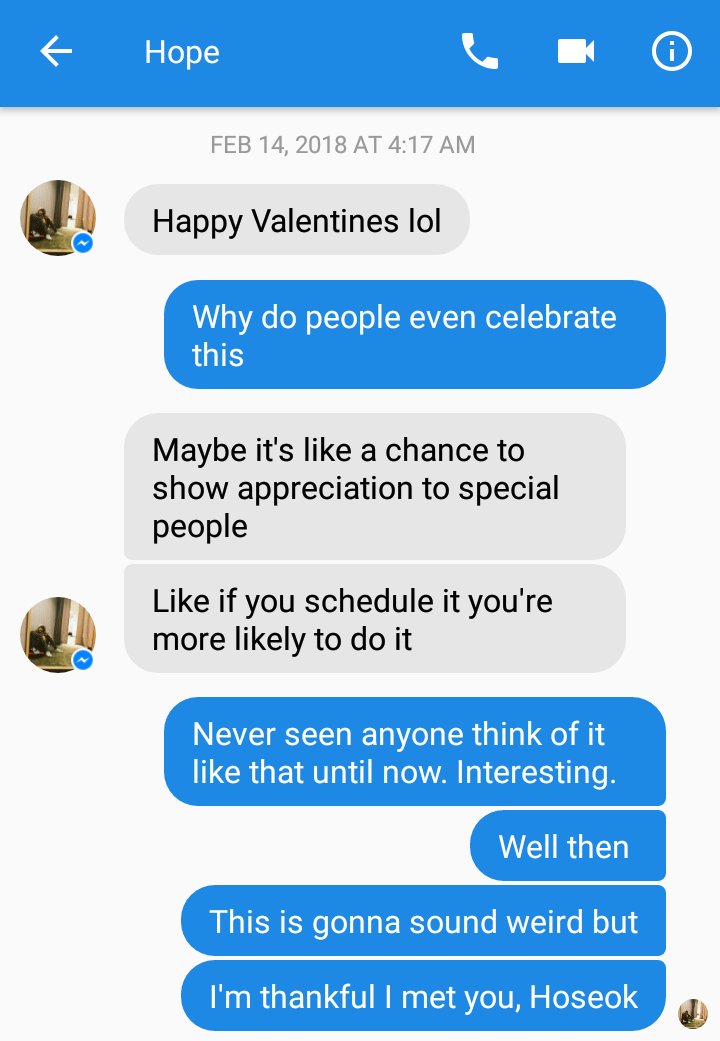 Hope
FEB 14, 2018 AT 4:17 AM
Happy Valentines lol
Why do people even celebrate
this
Maybe it's like a chance to
show appreciation to special
people
Like if you schedule it you're
more likely to do it
Never seen anyone think of it
like that until now. Interesting.
Well then
This is gonna sound weird but
I'm thankful I met you, Hoseok